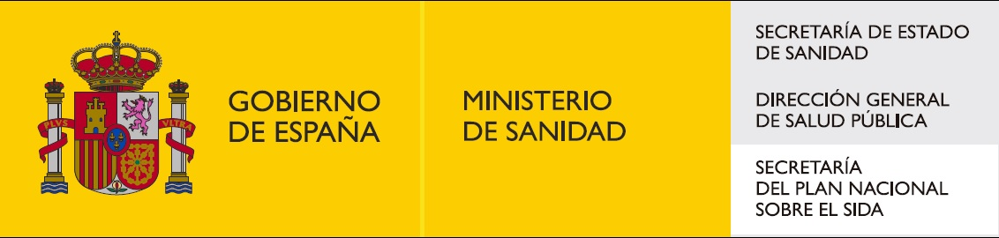 PLVS VLTRA
GOBIERNO
DE ESPAÑA
MINISTERIO
DE SANIDAD
SECRETARÍA DE ESTADO
DE SANIDAD
DIRECCIÓN GENERAL
DE SALUD PÚBLICA
SECRETARÍA
DEL PLAN NACIONAL
SOBRE EL SIDA